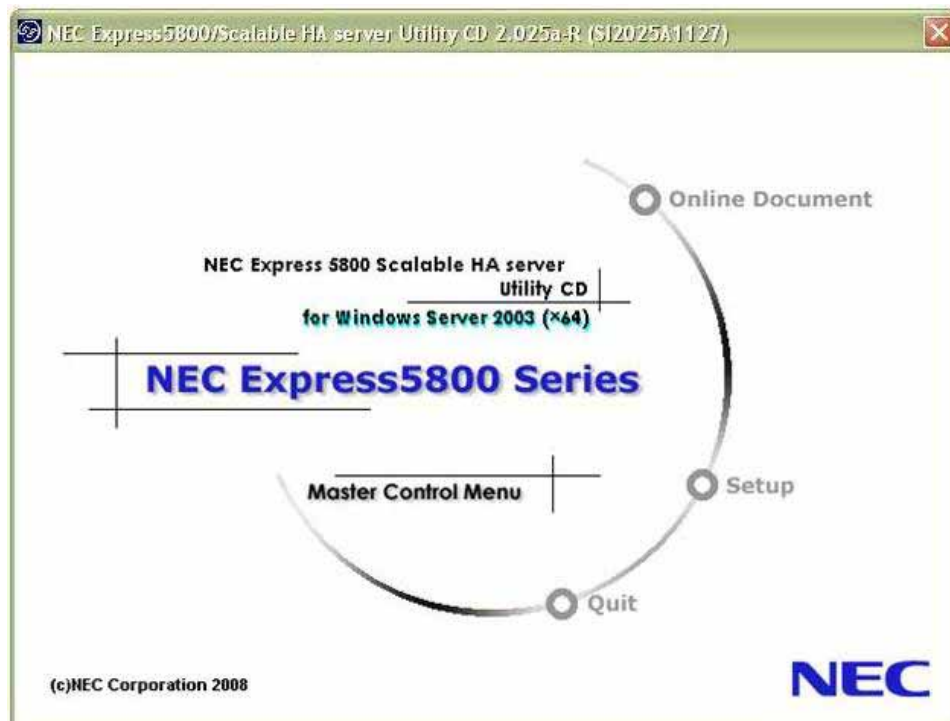 NEC Express5800/Scalable HA server Utility CD 2.025a-R (SI2025A1127)
Online Document
NEC Express 5800 Scalable HA server
Utility CD
for Windows Server 2003 (×64)
NEC Express5800 Series
Master Control Menu
Setup
Quit
(c)NEC Corporation 2008
NEC